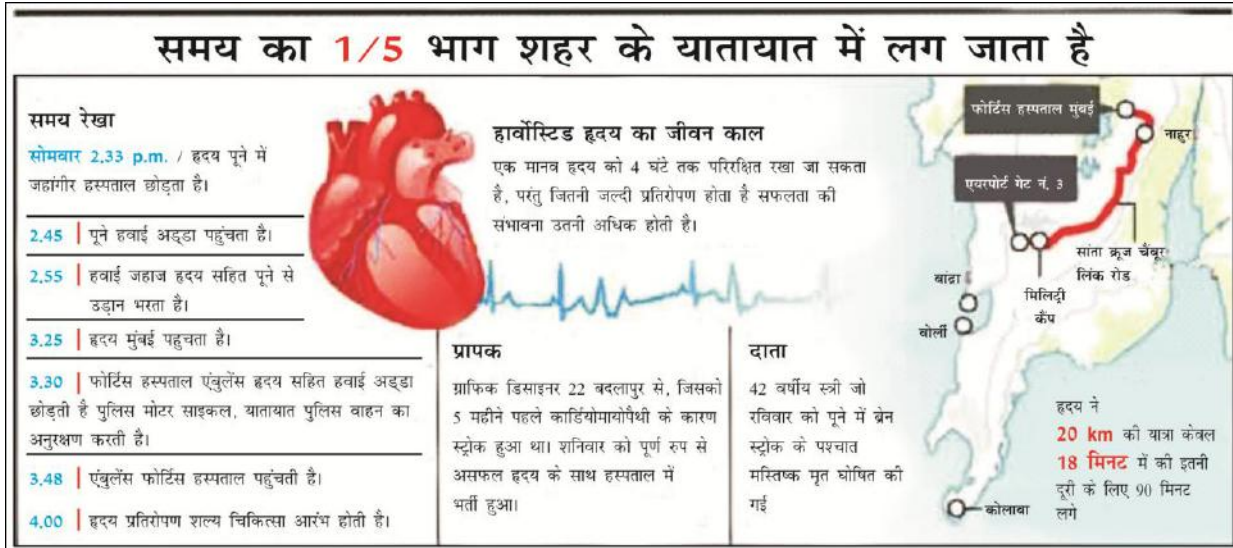 समय का 1/5 भाग शहर के यातायात में लग जाता है
समय रेखा
सोमवार 2.33 p.m. / हृदय पूने में
जहांगीर हस्पताल छोड़ता है।
2.45 | पूने हवाई अड्डा पहुंचता है।
2.55 | हवाई जहाज हृदय सहित पूने से
उड़ान भरता है।
3.25 | हृदय मुंबई पहुचता है।
3.30 | फोर्टिस हस्पताल एंबुलेंस हृदय सहित हवाई अड्डा
छोड़ती है पुलिस मोटर साइकल, यातायात पुलिस वाहन का
अनुरक्षण करती है।
3.48 | एंबुलेंस फोर्टिस हस्पताल पहुंचती है।
4.00 | हृदय प्रतिरोपण शल्य चिकित्सा आरंभ होती है।
हार्वोस्टिड हृदय का जीवन काल
एक मानव हृदय को 4 घंटे तक परिरक्षित रखा जा सकता
है, परंतु जितनी जल्दी प्रतिरोपण होता है सफलता की
संभावना उतनी अधिक होती है।
प्रापक
ग्राफिक डिसाइनर 22 बदलापुर से, जिसको
5 महीने पहले कार्डियोमायोपैथी के कारण
स्ट्रोक हुआ था। शनिवार को पूर्ण रुप से
असफल हृदय के साथ हस्पताल में
भर्ती हुआ।
दाता
42 वर्षीय स्त्री जो
रविवार को पूने में ब्रेन
स्ट्रोक के पश्चात
मस्तिष्क मृत घोषित की
गई
फोर्टिस हस्पताल मुंबई
नाहुर
एयरपोर्ट गेट नं. 3
सांता क्रूज चैंबूर
लिंक रोड
मिलिट्री
कैंप
बांद्रा
वोर्ली
कोलाबा
हृदय ने
20 km की यात्रा केवल
18 मिनट में की इतनी
दूरी के लिए 90 मिनट
लगे